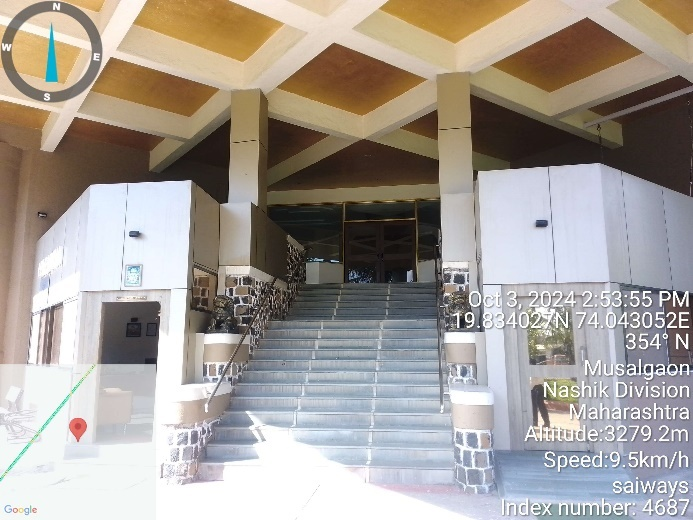 N
W
E
S
Oct 3, 2024 2:53:55 PM
19.834027N 74.043052E
354° N
Musalgaon
Nashik Division
Maharashtra
Altitude:3279.2m
Speed:9.5km/h
saiways
Index number: 4687
Google